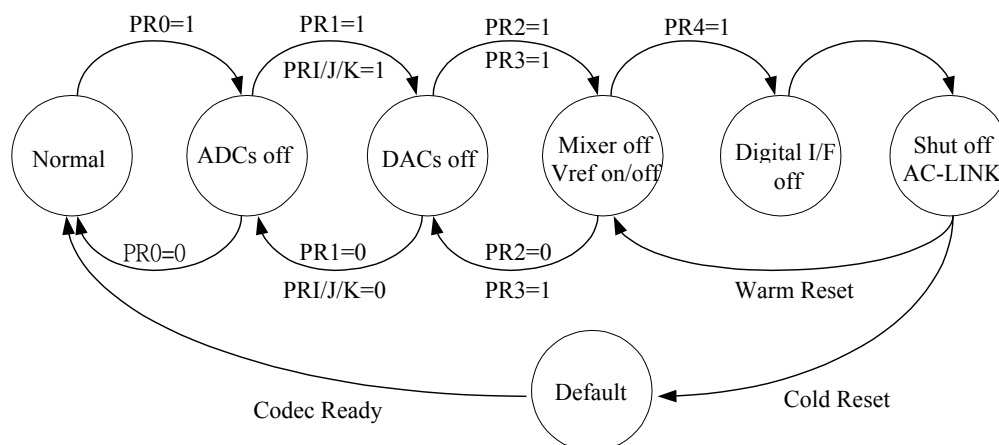 PR0=1
PR1=1
PRI/J/K=1
PR2=1
PR3=1
PR4=1
Normal
ADCs off
DACs off
Mixer off
Vref on/off
Digital I/F
off
Shut off
AC-LINK
PR0=0
PR1=0
PRI/J/K=0
PR2=0
PR3=1
Warm Reset
Default
Codec Ready
Cold Reset